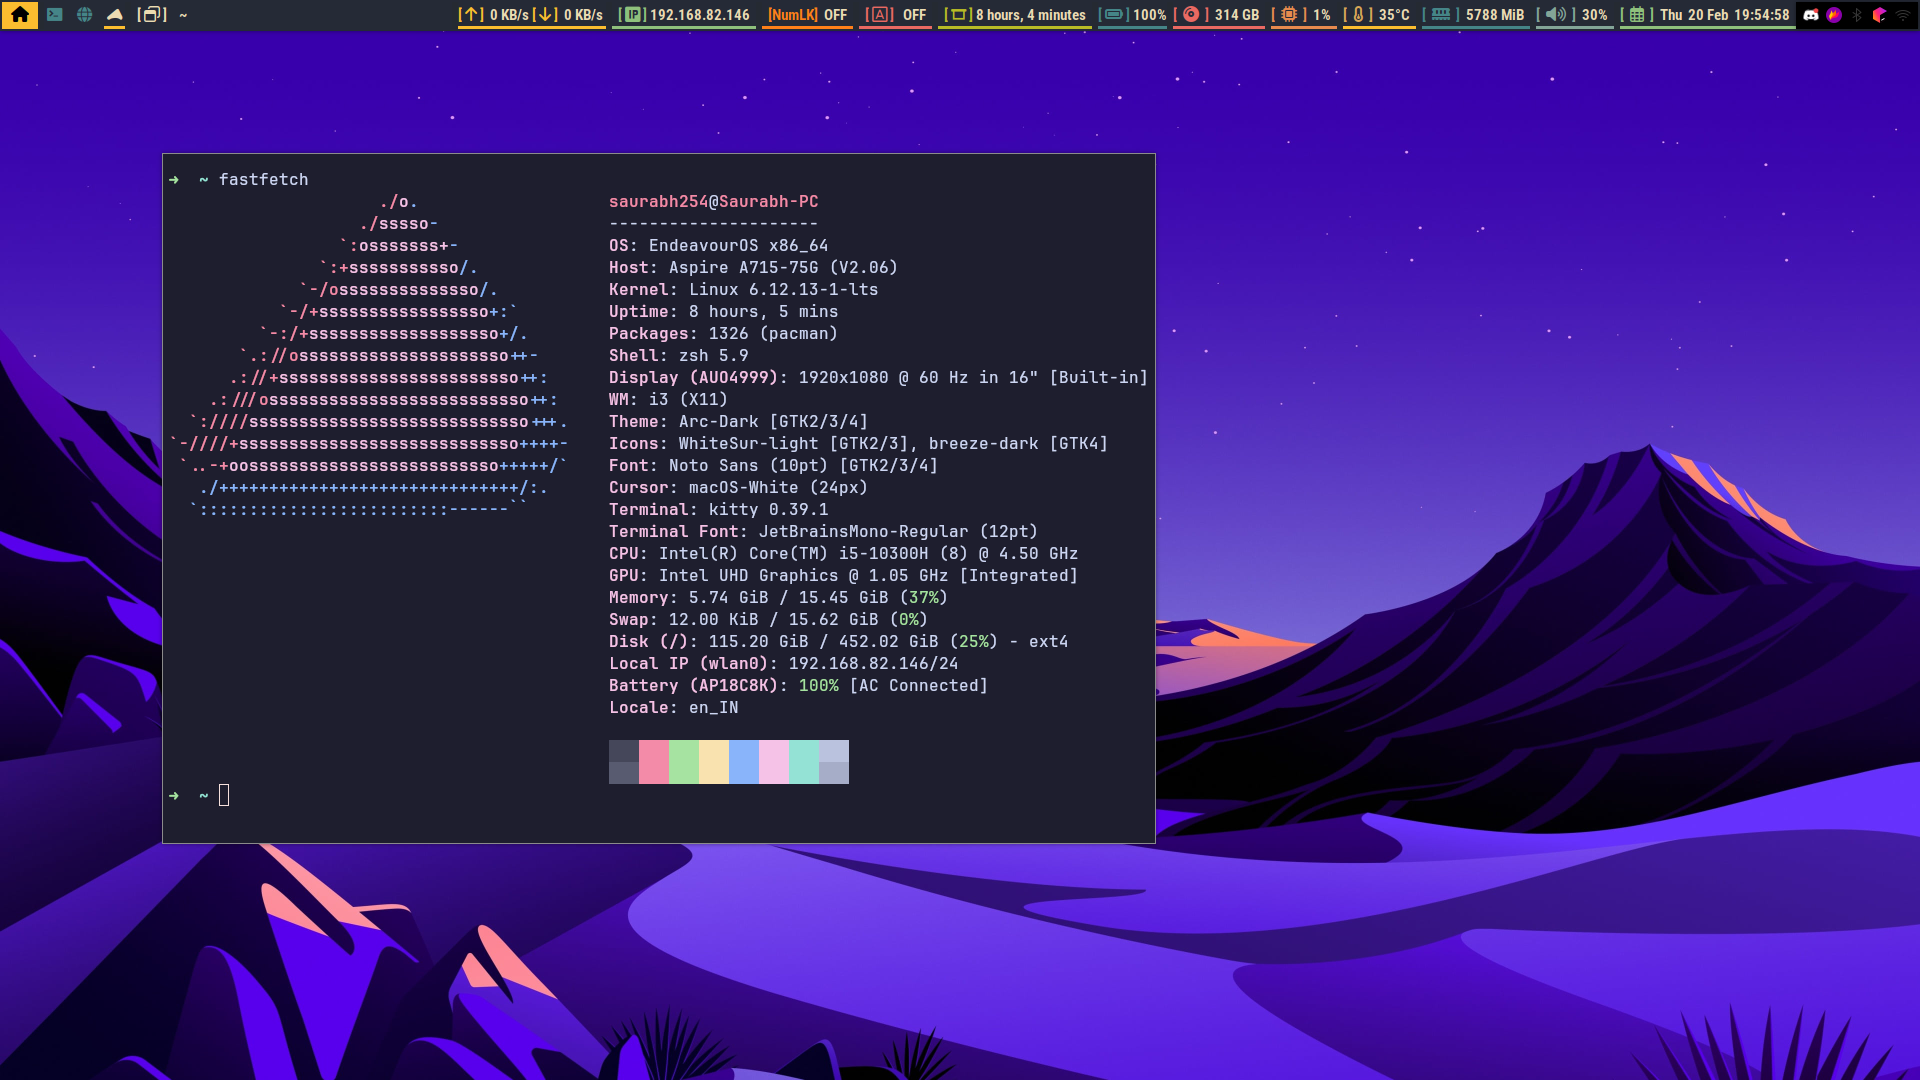 [ ] ~ [ ] 0 KB/s [ ] 0 KB/s [IP] 192.168.82.146 [NumLK] OFF [A] OFF [ ] 8 hours, 4 minutes [ ] 100% [ ] 314 GB [ ] 1% [ ] 35°C [ ] 5788 MiB [ ] 30% [ ] Thu 20 Feb 19:54:58
➜ ~ fastfetch
./o. saurabh254@Saurabh-PC
./sssso- --------------------
`:osssssss+- OS: EndeavourOS x86_64
`:+sssssssssso/. Host: Aspire A715-75G (V2.06)
`-/ossssssssssssso/. Kernel: Linux 6.12.13-1-lts
`-/+sssssssssssssssso+:` Uptime: 8 hours, 5 mins
`-:/+sssssssssssssssssso+/. Packages: 1326 (pacman)
`.://osssssssssssssssssssso++- Shell: zsh 5.9
.://+ssssssssssssssssssssssso++: Display (AUO4999): 1920x1080 @ 60 Hz in 16" [Built-in]
.:///ossssssssssssssssssssssssso++: WM: i3 (X11)
`:////ssssssssssssssssssssssssssso+++. Theme: Arc-Dark [GTK2/3/4]
`-////+ssssssssssssssssssssssssssso++++- Icons: WhiteSur-light [GTK2/3], breeze-dark [GTK4]
`..-+oosssssssssssssssssssssssso+++++/` Font: Noto Sans (10pt) [GTK2/3/4]
./++++++++++++++++++++++++++++++/:. Cursor: macOS-White (24px)
`:::::::::::::::::::::::::------`` Terminal: kitty 0.39.1
Terminal Font: JetBrainsMono-Regular (12pt)
CPU: Intel(R) Core(TM) i5-10300H (8) @ 4.50 GHz
GPU: Intel UHD Graphics @ 1.05 GHz [Integrated]
Memory: 5.74 GiB / 15.45 GiB (37%)
Swap: 12.00 KiB / 15.62 GiB (0%)
Disk (/): 115.20 GiB / 452.02 GiB (25%) - ext4
Local IP (wlan0): 192.168.82.146/24
Battery (AP18C8K): 100% [AC Connected]
Locale: en_IN
➜ ~